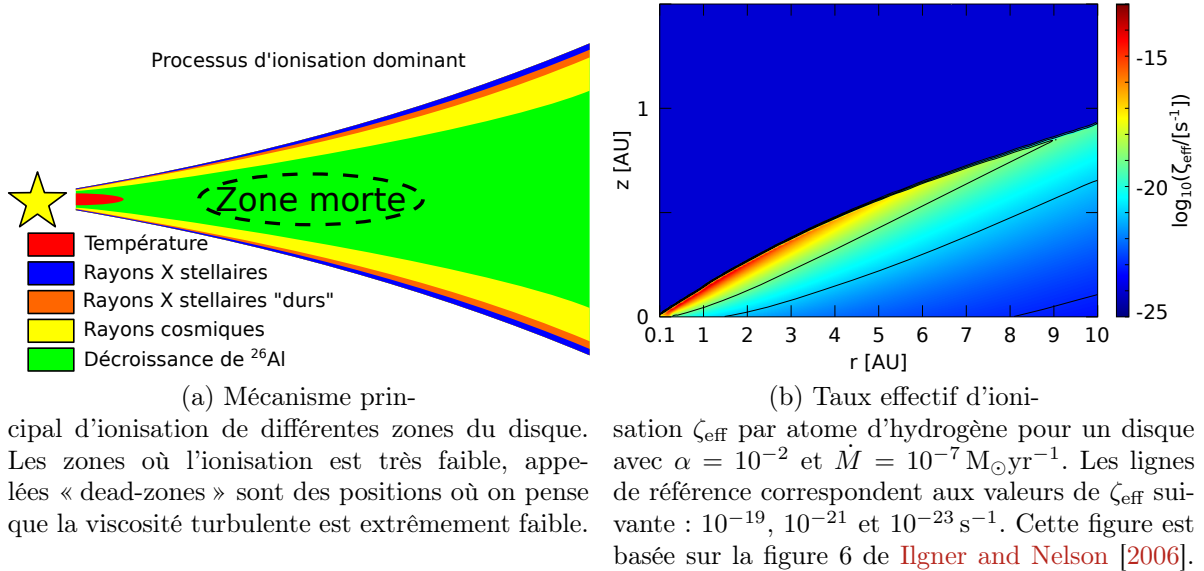 Processus d'ionisation dominant
Zone morte
Température
Rayons X stellaires
Rayons X stellaires "durs"
Rayons cosmiques
Décroissance de ²⁶Al
(a) Mécanisme prin-
cipal d'ionisation de différentes zones du disque.
Les zones où l'ionisation est très faible, appe-
lées « dead-zones » sont des positions où on pense
que la viscosité turbulente est extrêmement faible.
z [AU]
1
0
0.1 1 2 3 4 5 6 7 8 9 10
r [AU]
-15
-20
-25
log₁₀(ζeff/[s⁻¹])
(b) Taux effectif d'ioni-
sation ζeff par atome d'hydrogène pour un disque
avec α = 10⁻² et Ṁ = 10⁻⁷ M⊙yr⁻¹. Les lignes
de référence correspondent aux valeurs de ζeff sui-
vante : 10⁻¹⁹, 10⁻²¹ et 10⁻²³ s⁻¹. Cette figure est
basée sur la figure 6 de Ilgner and Nelson [2006].